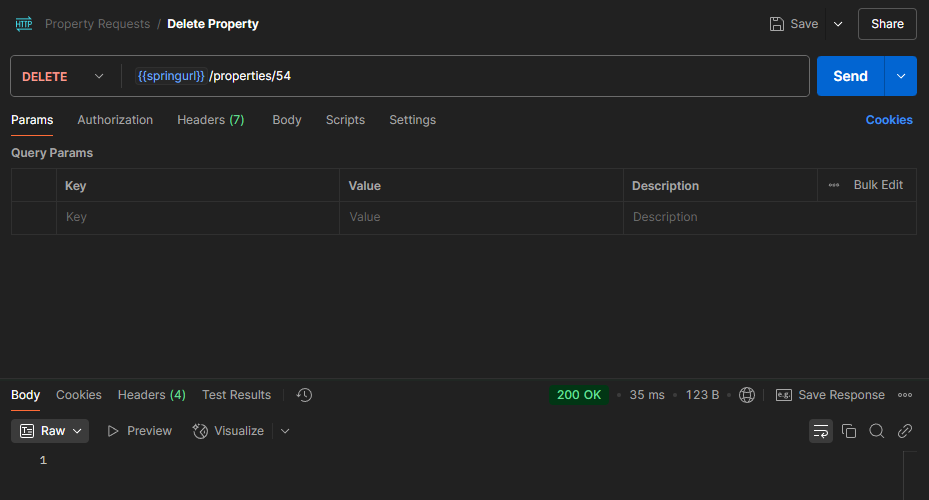 HTTP Property Requests / Delete Property Save Share
DELETE {{springurl}} /properties/54 Send
Params Authorization Headers (7) Body Scripts Settings Cookies
Query Params
Key Value Description Bulk Edit
Key Value Description
Body Cookies Headers (4) Test Results 200 OK • 35 ms • 123 B • e.g. Save Response
Raw Preview Visualize
1